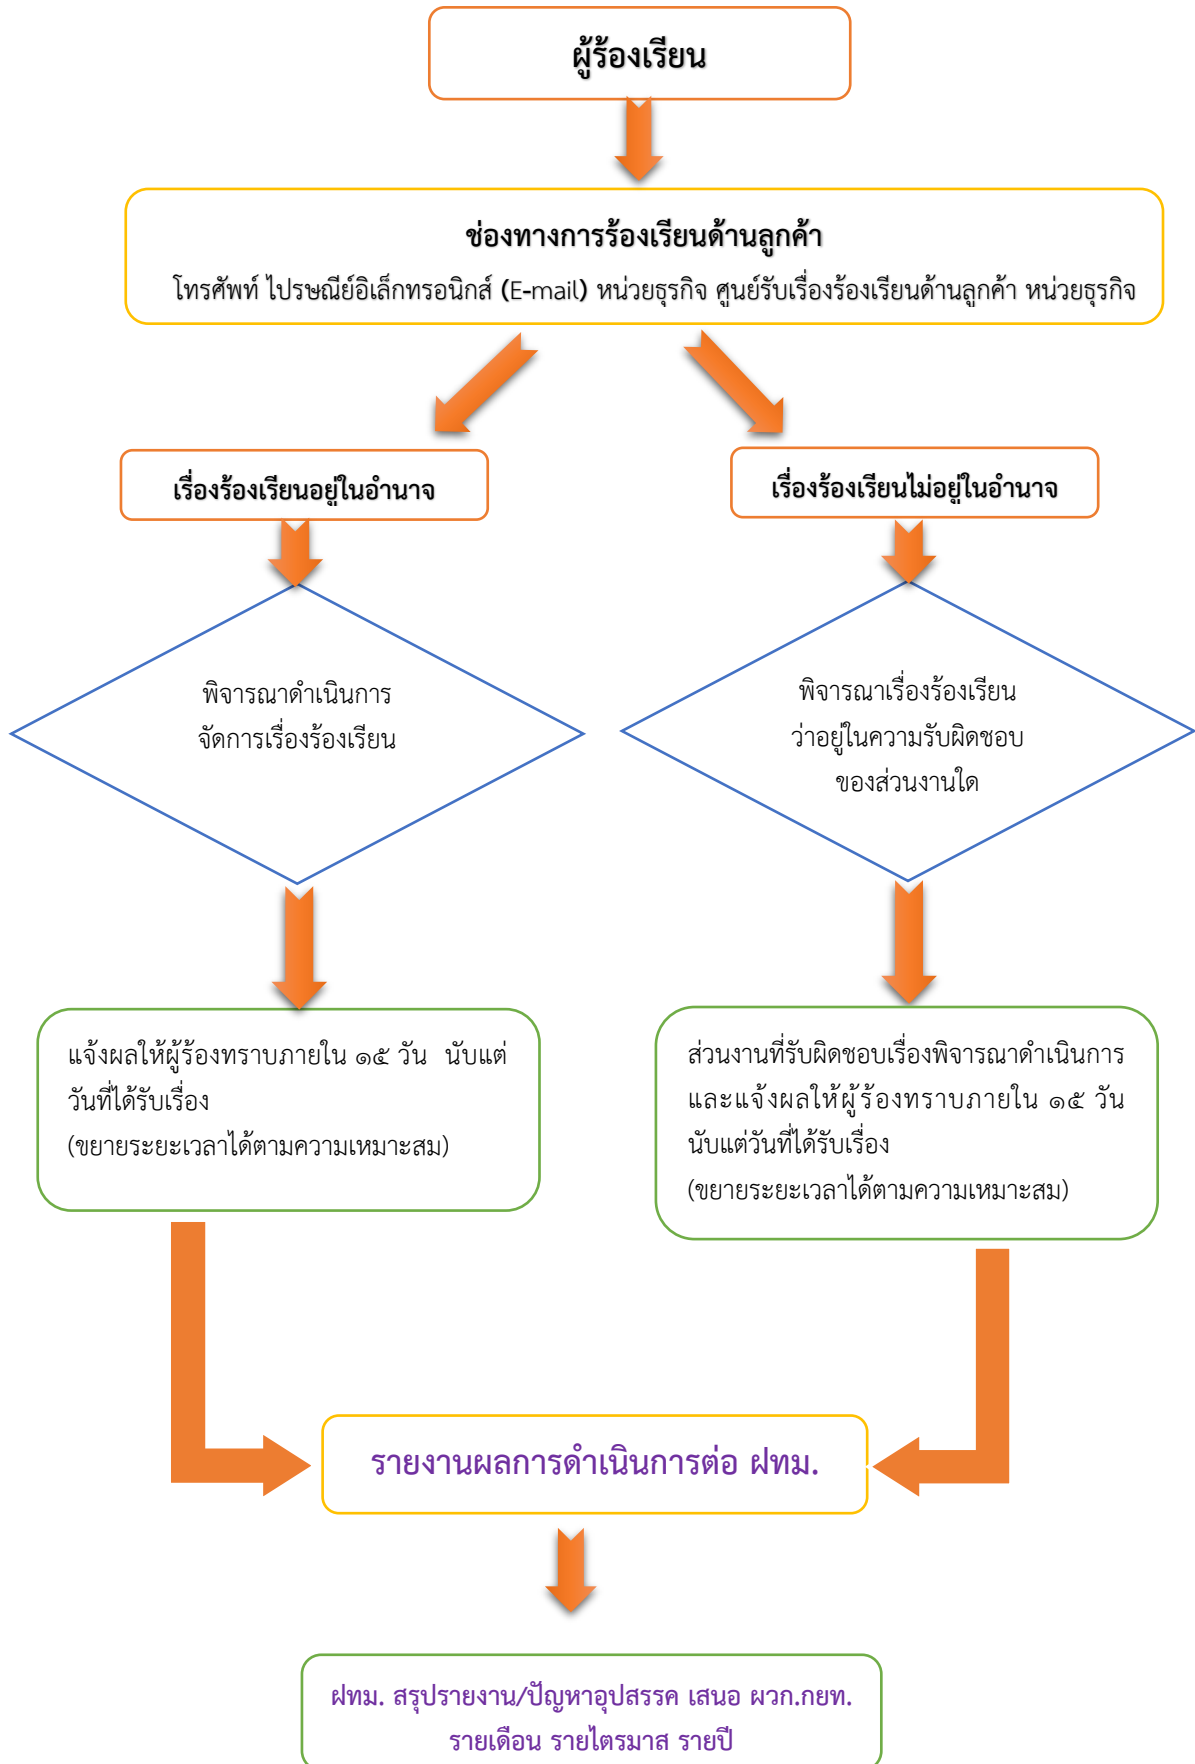 ผู้ร้องเรียน
ช่องทางการร้องเรียนด้านลูกค้า
โทรศัพท์ ไปรษณีย์อิเล็กทรอนิกส์ (E-mail) หน่วยธุรกิจ ศูนย์รับเรื่องร้องเรียนด้านลูกค้า หน่วยธุรกิจ
เรื่องร้องเรียนอยู่ในอำนาจ
เรื่องร้องเรียนไม่อยู่ในอำนาจ
พิจารณาดำเนินการ
จัดการเรื่องร้องเรียน
พิจารณาเรื่องร้องเรียน
ว่าอยู่ในความรับผิดชอบ
ของส่วนงานใด
แจ้งผลให้ผู้ร้องทราบภายใน ๑๕ วัน นับแต่
วันที่ได้รับเรื่อง
(ขยายระยะเวลาได้ตามความเหมาะสม)
ส่วนงานที่รับผิดชอบเรื่องพิจารณาดำเนินการ
และแจ้งผลให้ผู้ร้องทราบภายใน ๑๕ วัน
นับแต่วันที่ได้รับเรื่อง
(ขยายระยะเวลาได้ตามความเหมาะสม)
รายงานผลการดำเนินการต่อ ฝทม.
ฝทม. สรุปรายงาน/ปัญหาอุปสรรค เสนอ ผวก.กยท.
รายเดือน รายไตรมาส รายปี